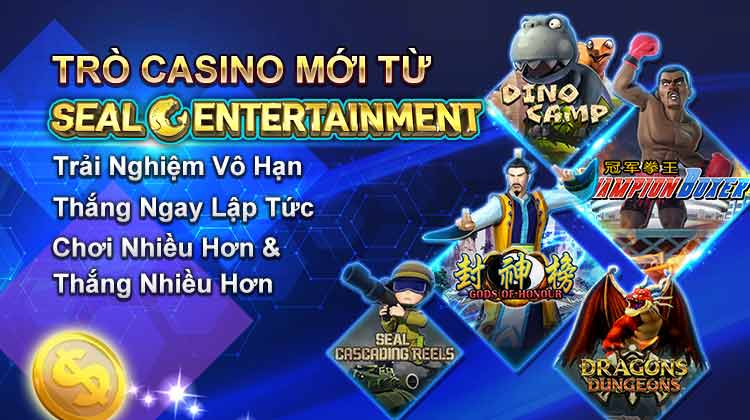 TRÒ CASINO MỚI TỪ
SEAL ENTERTAINMENT
Trải Nghiệm Vô Hạn
Thắng Ngay Lập Tức
Chơi Nhiều Hơn &
Thắng Nhiều Hơn
DINO
CAMP
冠军拳王
CHAMPION BOXER
封神榜
GODS OF HONOUR
SEAL
CASCADING REELS
DRAGONS
DUNGEONS